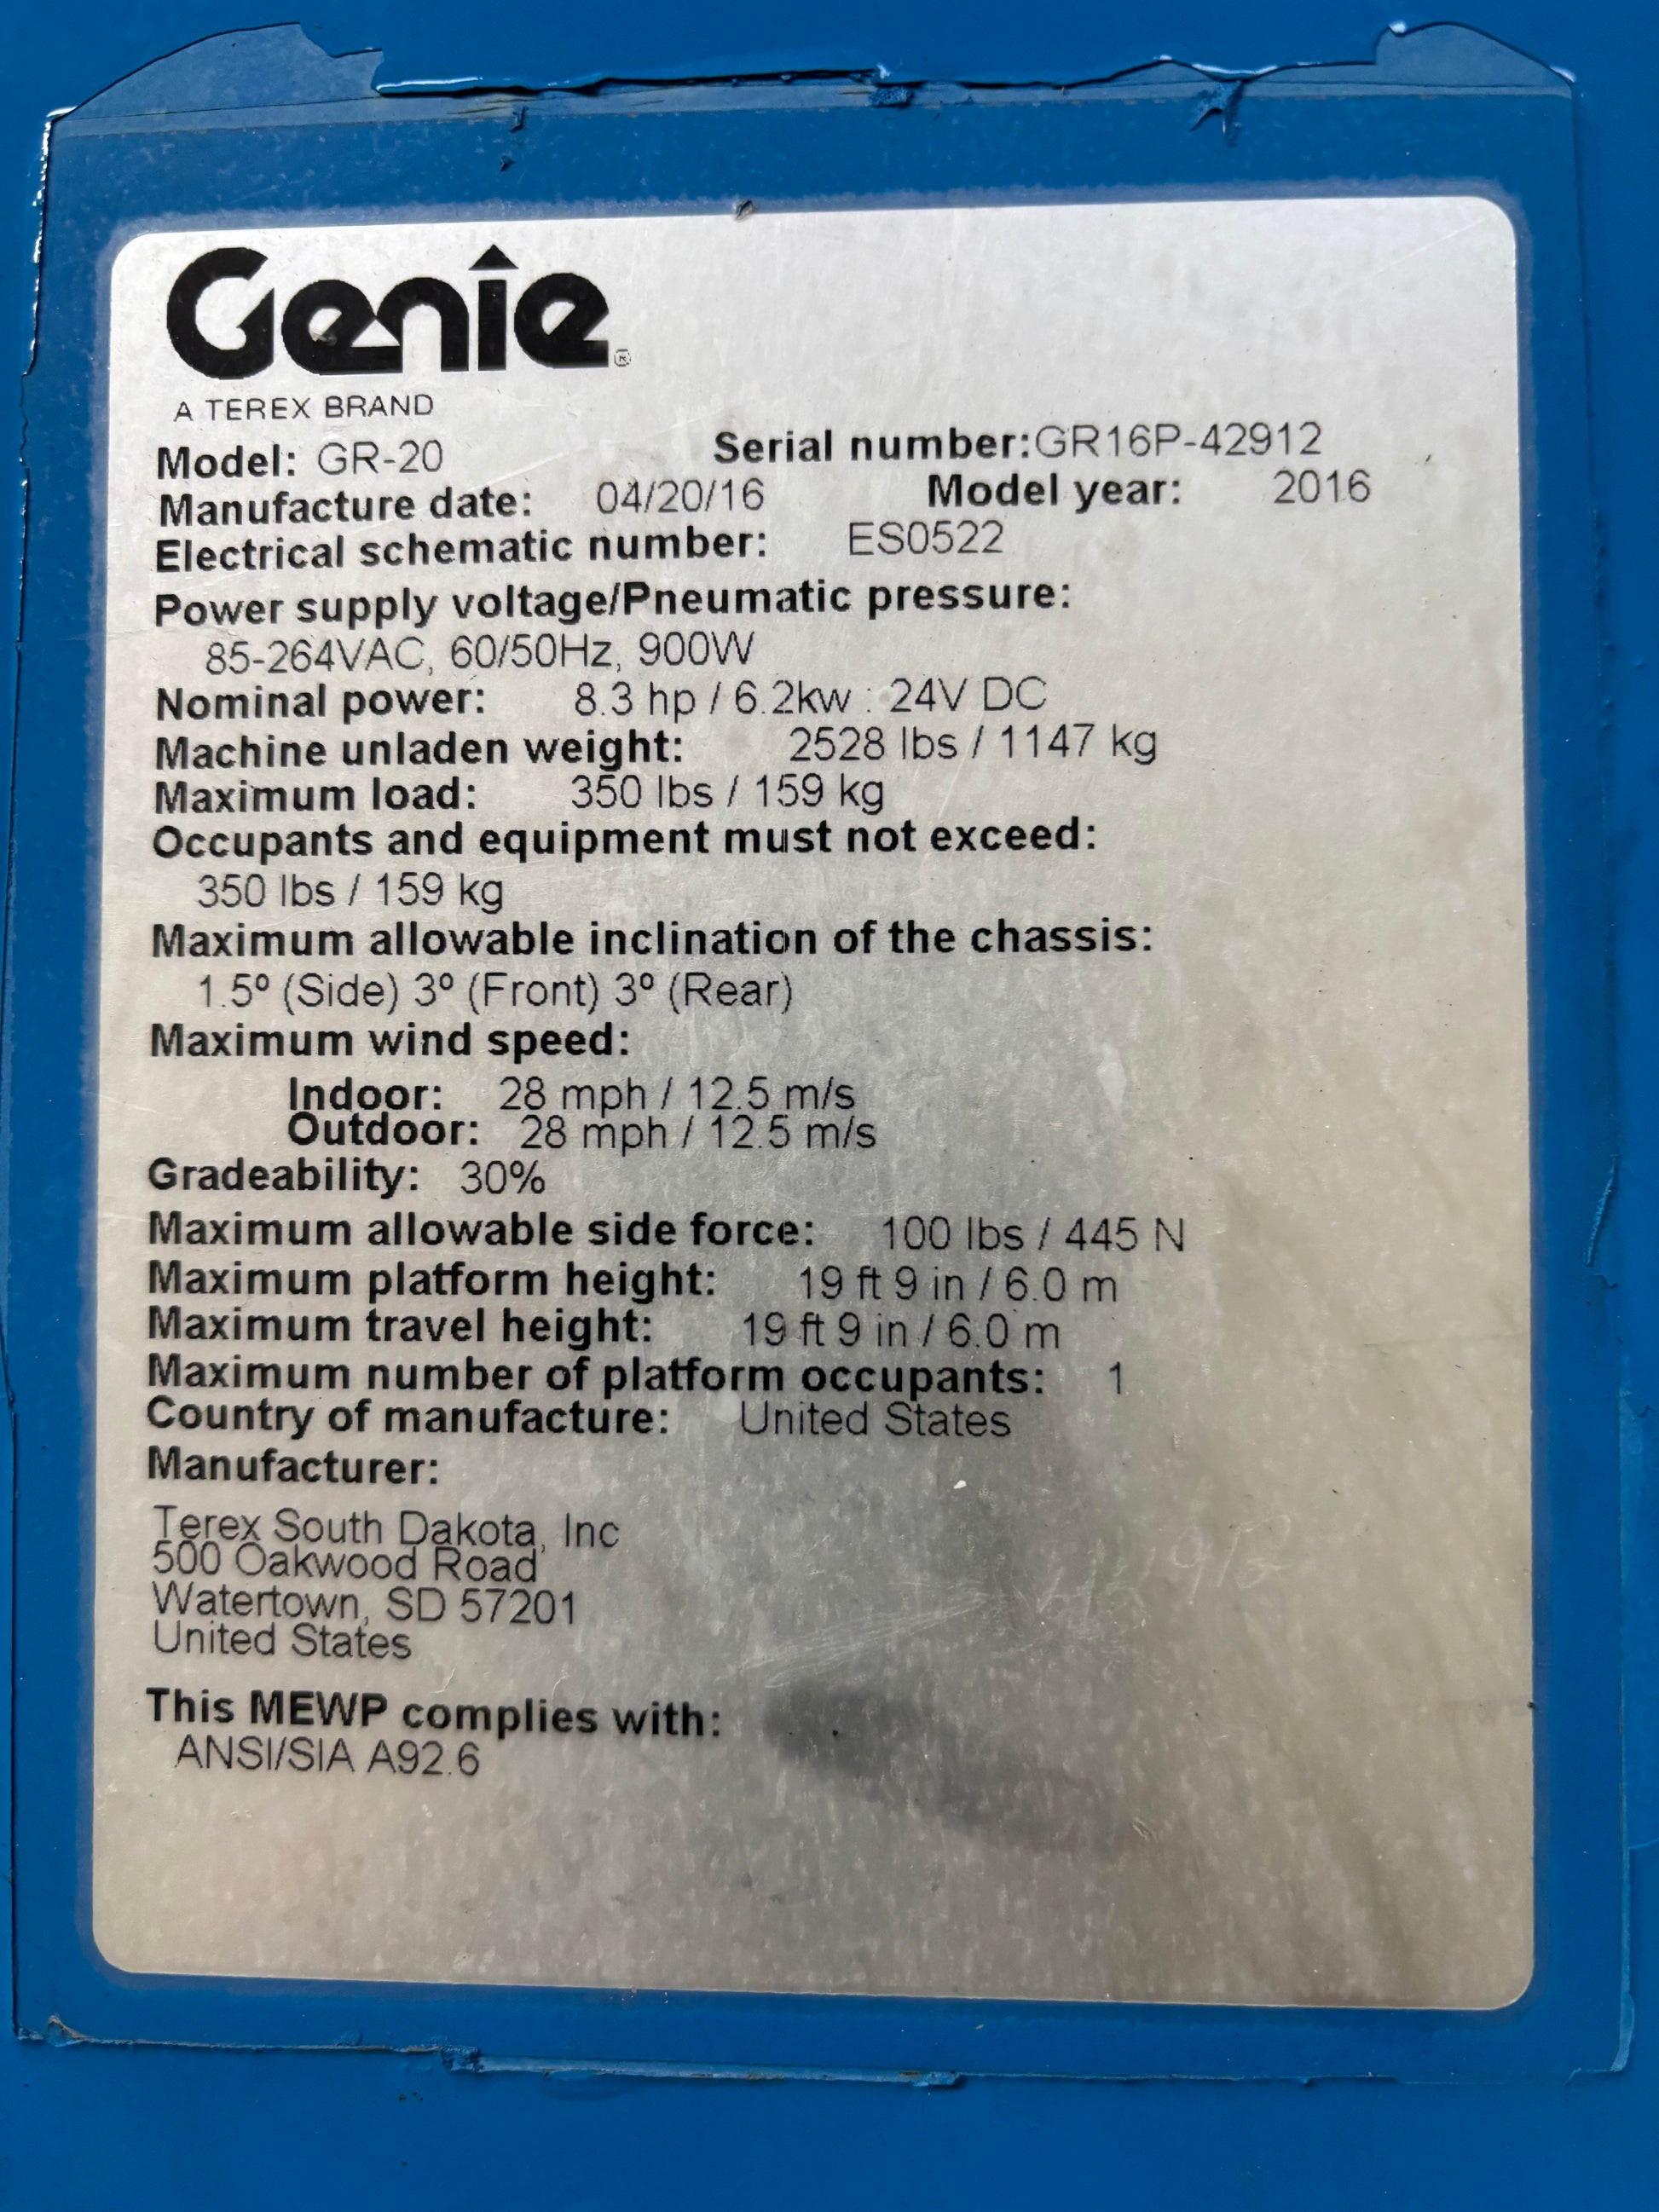 Genie®
A TEREX BRAND
Model: GR-20 Serial number:GR16P-42912
Manufacture date: 04/20/16 Model year: 2016
Electrical schematic number: ES0522
Power supply voltage/Pneumatic pressure:
85-264VAC, 60/50Hz, 900W
Nominal power: 8.3 hp / 6.2kw : 24V DC
Machine unladen weight: 2528 lbs / 1147 kg
Maximum load: 350 lbs / 159 kg
Occupants and equipment must not exceed:
350 lbs / 159 kg
Maximum allowable inclination of the chassis:
1.5º (Side) 3º (Front) 3º (Rear)
Maximum wind speed:
Indoor: 28 mph / 12.5 m/s
Outdoor: 28 mph / 12.5 m/s
Gradeability: 30%
Maximum allowable side force: 100 lbs / 445 N
Maximum platform height: 19 ft 9 in / 6.0 m
Maximum travel height: 19 ft 9 in / 6.0 m
Maximum number of platform occupants: 1
Country of manufacture: United States
Manufacturer:
Terex South Dakota, Inc
500 Oakwood Road
Watertown, SD 57201
United States
This MEWP complies with:
ANSI/SIA A92.6